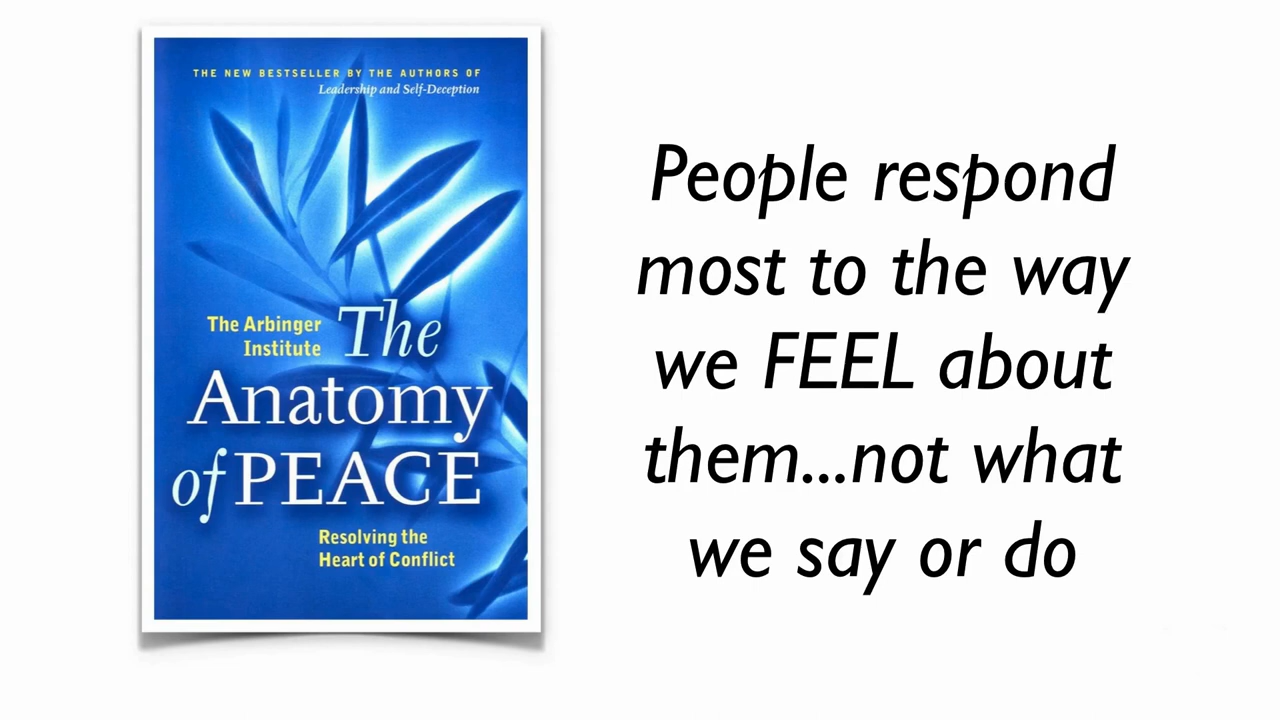 THE NEW BESTSELLER BY THE AUTHORS OF
Leadership and Self-Deception
The Arbinger
Institute
The
Anatomy
of PEACE
Resolving the
Heart of Conflict
People respond
most to the way
we FEEL about
them...not what
we say or do